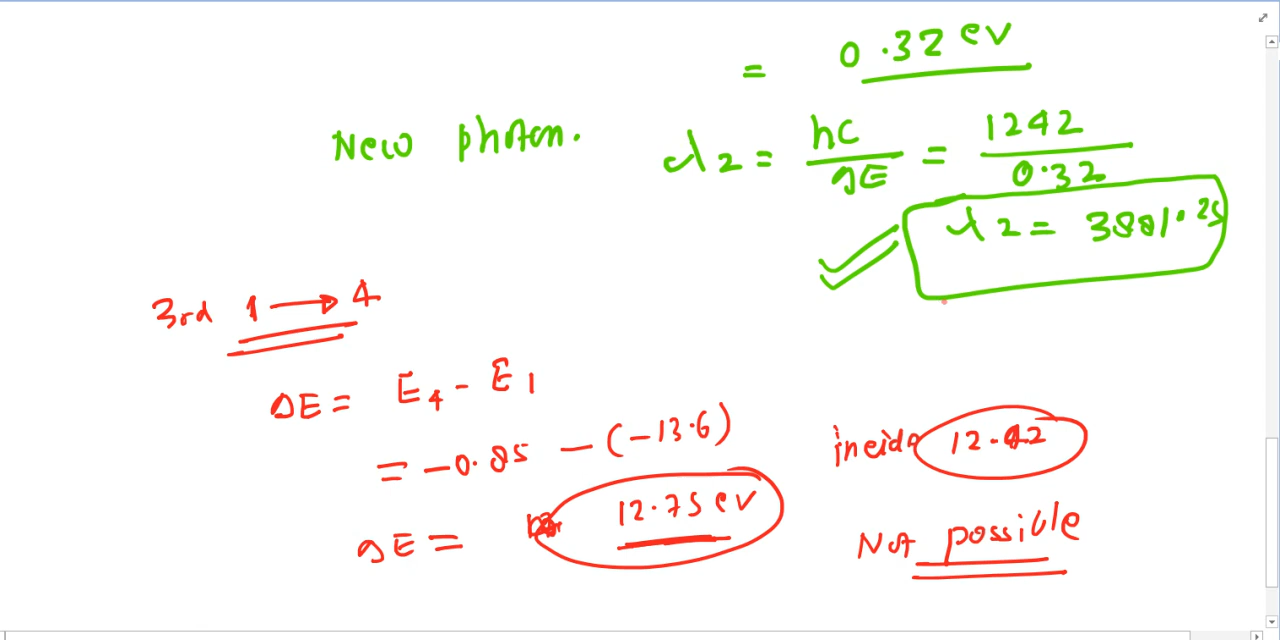 = 0.32 ev
New photon. λ2 = hc / ΔE = 1242 / 0.32
λ2 = 3881.25
3rd 1 → 4
ΔE = E4 - E1
= -0.85 - (-13.6)
incide 12.42
ΔE = 12.75 ev
Not possible